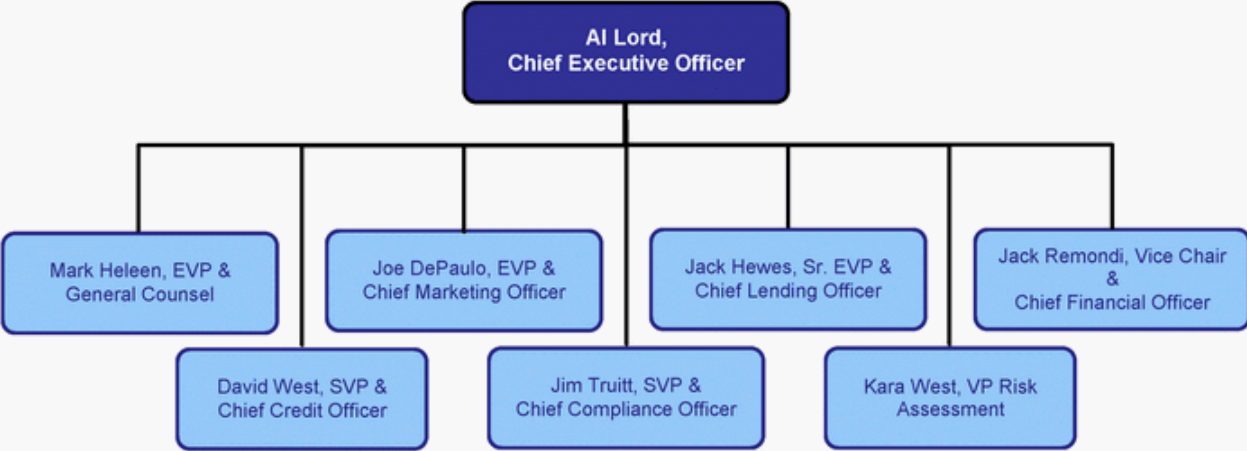 Al Lord,
Chief Executive Officer
Mark Heleen, EVP &
General Counsel
Joe DePaulo, EVP &
Chief Marketing Officer
Jack Hewes, Sr. EVP &
Chief Lending Officer
Jack Remondi, Vice Chair
&
Chief Financial Officer
David West, SVP &
Chief Credit Officer
Jim Truitt, SVP &
Chief Compliance Officer
Kara West, VP Risk
Assessment